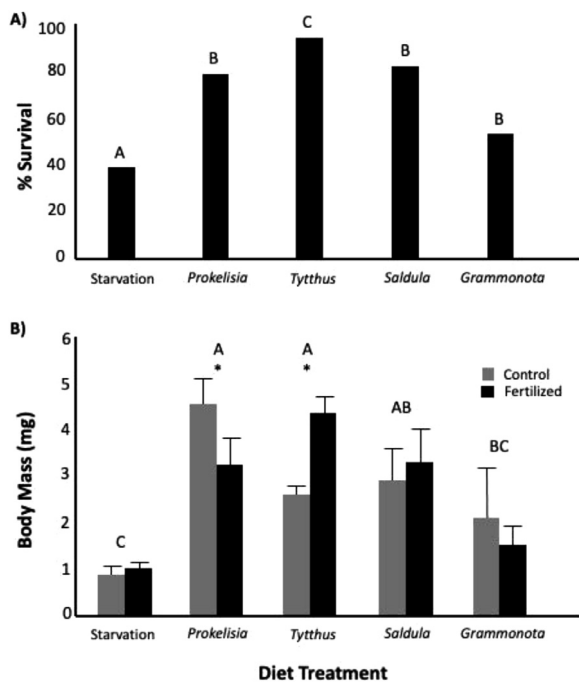 A)
% Survival
100
80
60
40
20
0
A
B
C
B
B
Starvation
Prokelisia
Tytthus
Saldula
Grammonota
B)
Body Mass (mg)
6
5
4
3
2
1
0
C
A
*
A
*
AB
BC
Control
Fertilized
Starvation
Prokelisia
Tytthus
Saldula
Grammonota
Diet Treatment